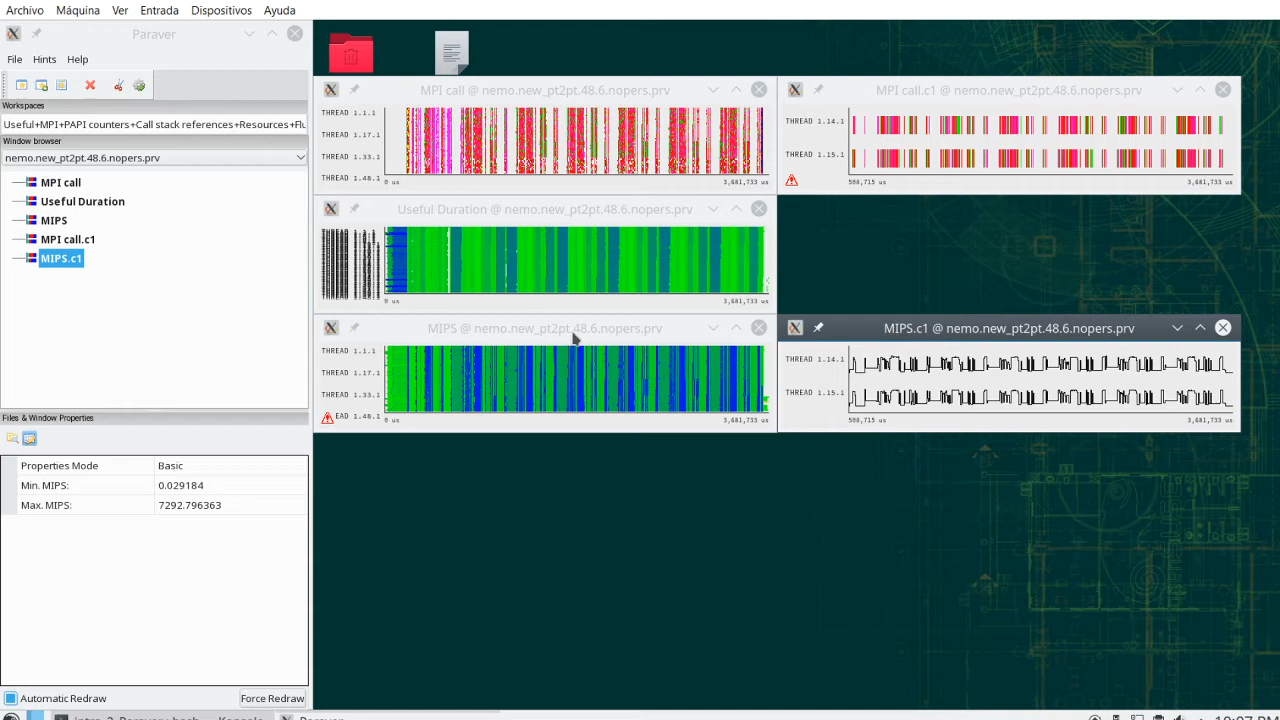 Archivo Máquina Ver Entrada Dispositivos Ayuda
Paraver
File Hints Help
Workspaces
Useful+MPI+PAPI counters+Call stack references+Resources+Flu
Window browser
nemo.new_pt2pt.48.6.nopers.prv
MPI call
Useful Duration
MIPS
MPI call.c1
MIPS.c1
Files & Window Properties
Properties Mode Basic
Min. MIPS: 0.029184
Max. MIPS: 7292.796363
Automatic Redraw Force Redraw
MPI call @ nemo.new_pt2pt.48.6.nopers.prv
THREAD 1.1.1
THREAD 1.17.1
THREAD 1.33.1
THREAD 1.48.1
0 us 3,681,733 us
MPI call.c1 @ nemo.new_pt2pt.48.6.nopers.prv
THREAD 1.14.1
THREAD 1.15.1
508,715 us 3,681,733 us
Useful Duration @ nemo.new_pt2pt.48.6.nopers.prv
0 us 3,681,733 us
MIPS @ nemo.new_pt2pt.48.6.nopers.prv
THREAD 1.1.1
THREAD 1.17.1
THREAD 1.33.1
EAD 1.48.1
0 us 3,681,733 us
MIPS.c1 @ nemo.new_pt2pt.48.6.nopers.prv
THREAD 1.14.1
THREAD 1.15.1
508,715 us 3,681,733 us